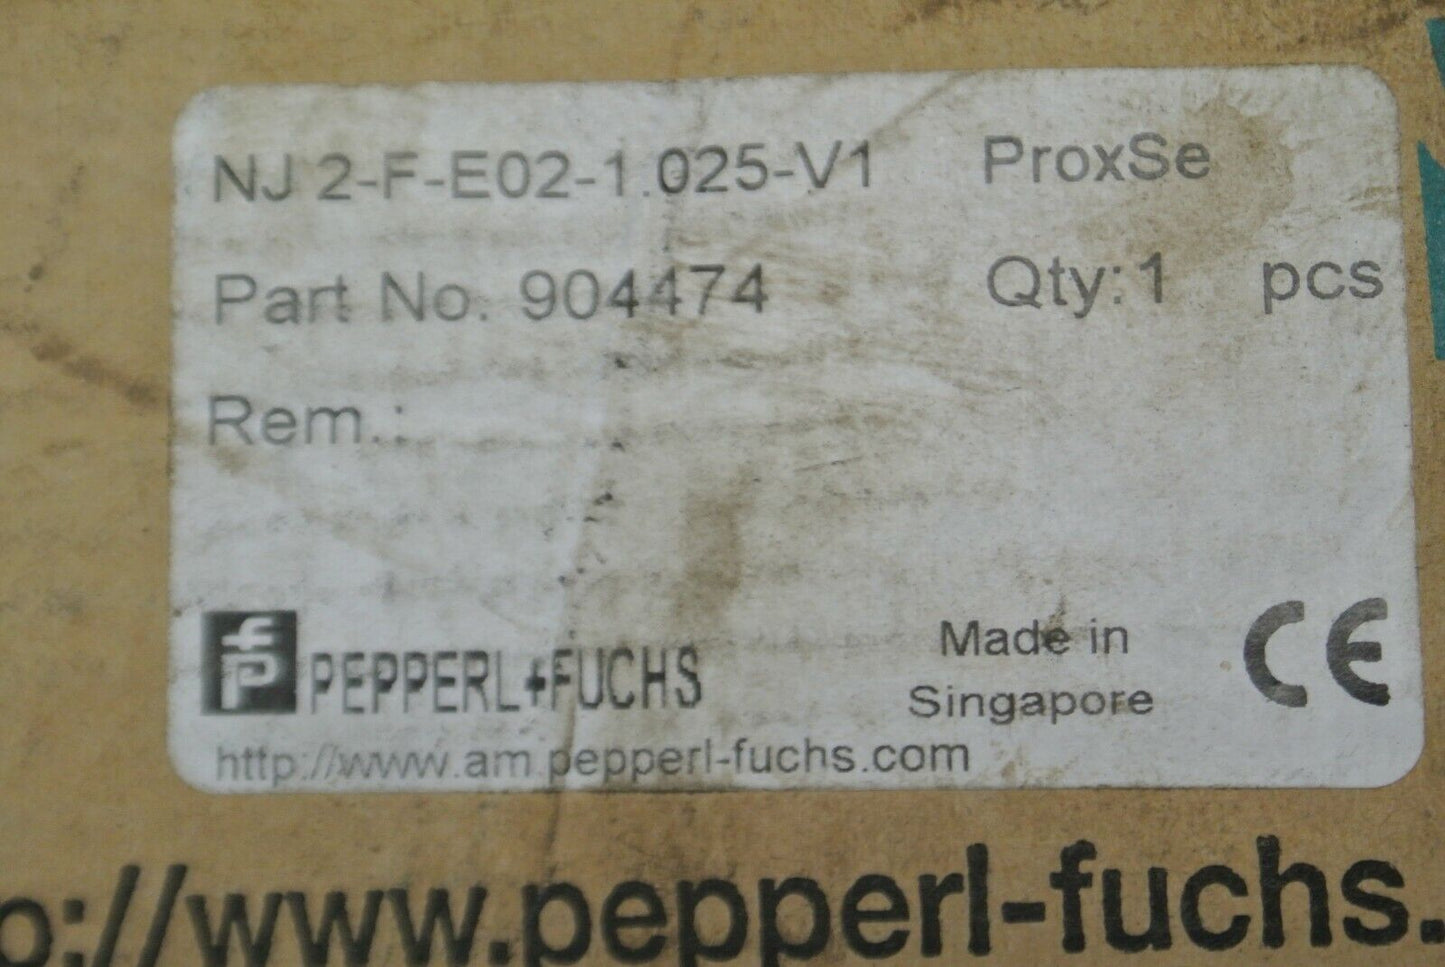 NJ 2-F-E02-1.025-V1 ProxSe
Part No. 904474 Qty: 1 pcs
Rem.:
PEPPERL+FUCHS
Made in
Singapore
CE
http://www.am.pepperl-fuchs.com
p://www.pepperl-fuchs.